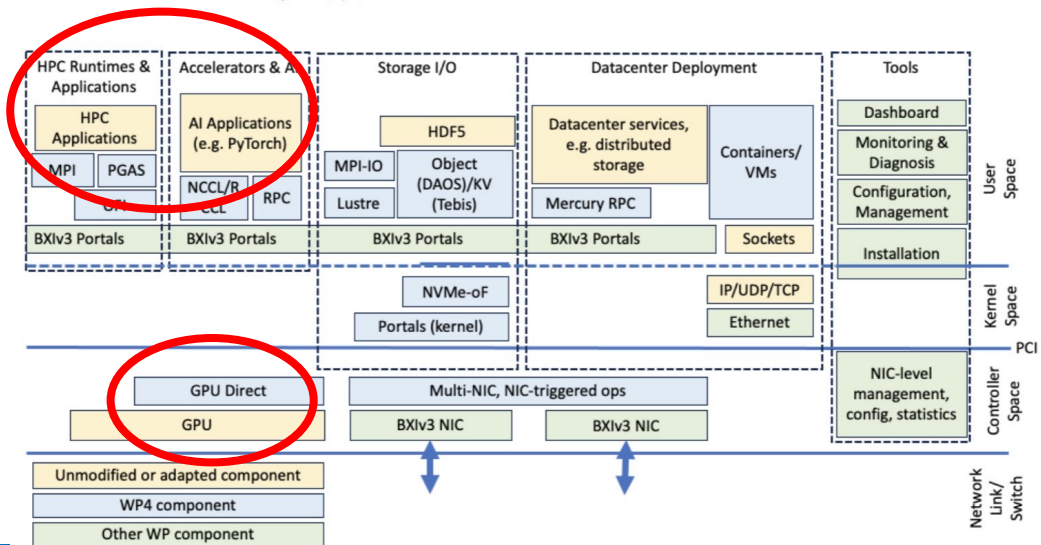 HPC Runtimes &
Applications
HPC
Applications
MPI
PGAS
OFI
BXIv3 Portals
Accelerators & A
AI Applications
(e.g. PyTorch)
NCCL/R
CCL
RPC
BXIv3 Portals
Storage I/O
HDF5
MPI-IO
Lustre
Object
(DAOS)/KV
(Tebis)
BXIv3 Portals
NVMe-oF
Portals (kernel)
Datacenter Deployment
Datacenter services,
e.g. distributed
storage
Mercury RPC
Containers/
VMs
BXIv3 Portals
Sockets
IP/UDP/TCP
Ethernet
Tools
Dashboard
Monitoring &
Diagnosis
Configuration,
Management
Installation
NIC-level
management,
config, statistics
User
Space
Kernel
Space
PCI
Controller
Space
Network
Link/
Switch
GPU Direct
GPU
Multi-NIC, NIC-triggered ops
BXIv3 NIC
BXIv3 NIC
Unmodified or adapted component
WP4 component
Other WP component